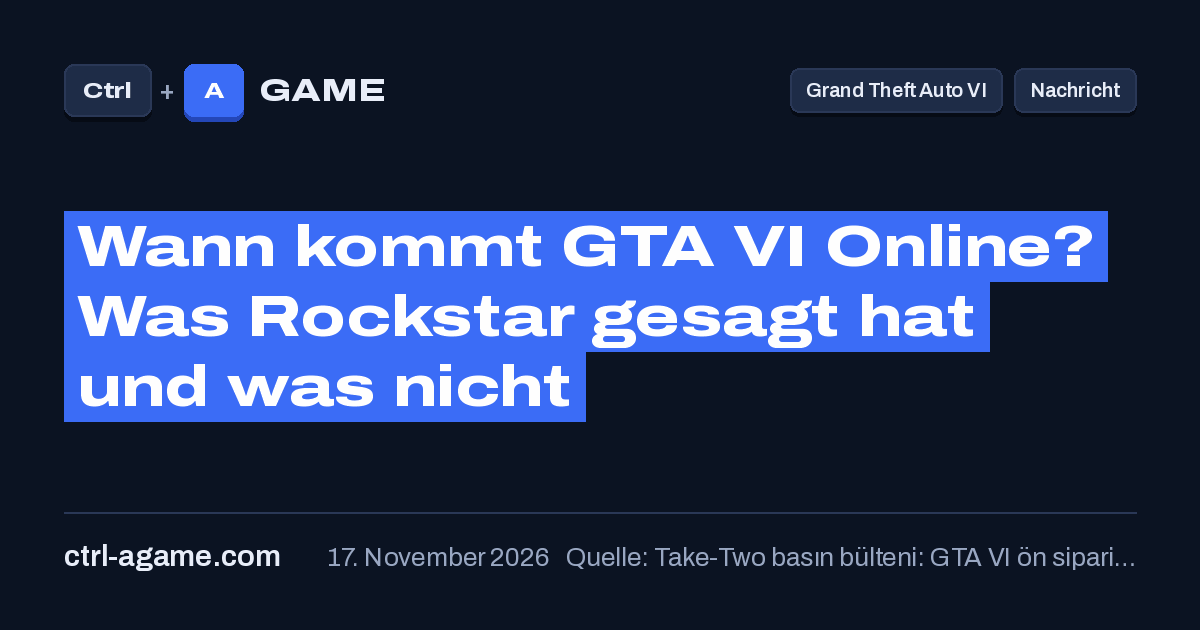 Ctrl + A GAME
Grand Theft Auto VI
Nachricht
Wann kommt GTA VI Online?
Was Rockstar gesagt hat
und was nicht
ctrl-agame.com
17. November 2026 Quelle: Take-Two basın bülteni: GTA VI ön sipari…